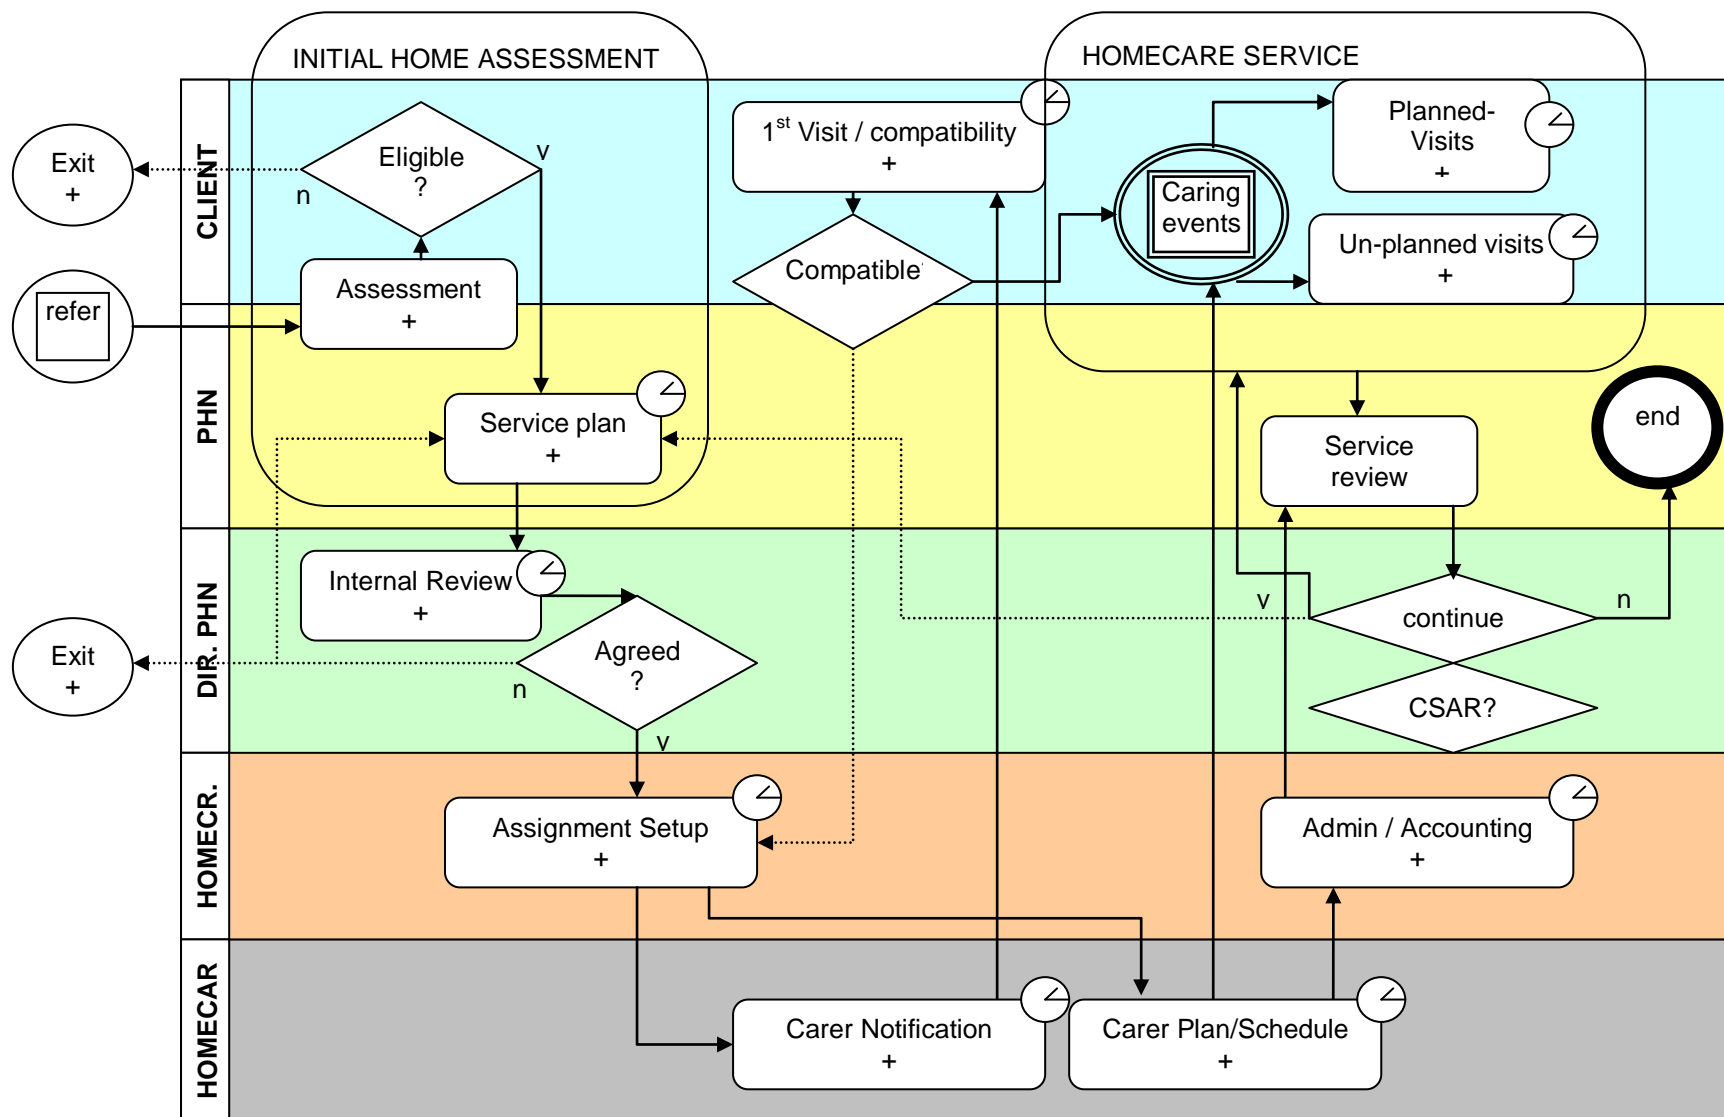 INITIAL HOME ASSESSMENT
HOMECARE SERVICE
CLIENT
Exit
+
Eligible
?
v
n
1st Visit / compatibility
+
Planned-
Visits
+
Caring
events
Un-planned visits
+
Assessment
+
Compatible
refer
PHN
Service plan
+
Service
review
end
DIR. PHN
Internal Review
+
Exit
+
Agreed
?
n
v
continue
v
n
CSAR?
HOMECR.
Assignment Setup
+
Admin / Accounting
+
HOMECAR
Carer Notification
+
Carer Plan/Schedule
+